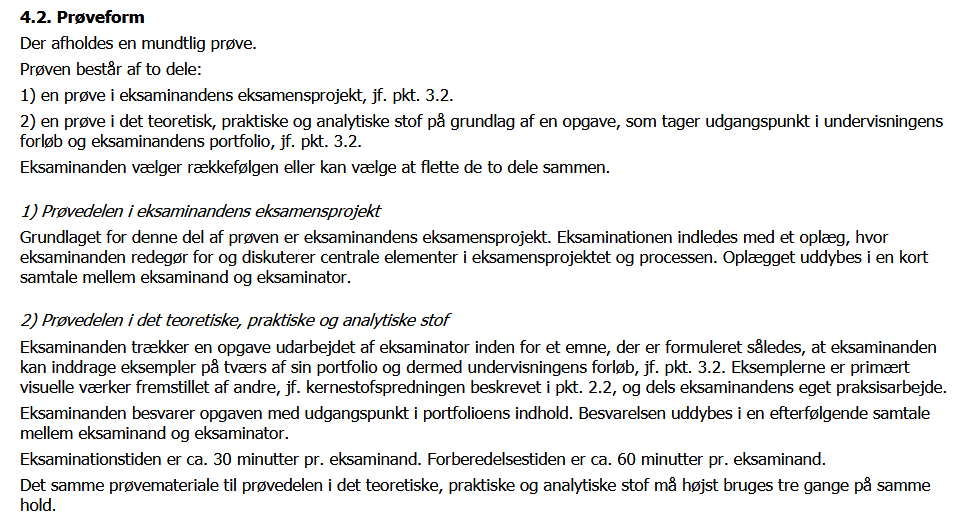 4.2. Prøveform
Der afholdes en mundtlig prøve.
Prøven består af to dele:
1) en prøve i eksaminandens eksamensprojekt, jf. pkt. 3.2.
2) en prøve i det teoretisk, praktiske og analytiske stof på grundlag af en opgave, som tager udgangspunkt i undervisningens
forløb og eksaminandens portfolio, jf. pkt. 3.2.
Eksaminanden vælger rækkefølgen eller kan vælge at flette de to dele sammen.
1) Prøvedelen i eksaminandens eksamensprojekt
Grundlaget for denne del af prøven er eksaminandens eksamensprojekt. Eksaminationen indledes med et oplæg, hvor
eksaminanden redegør for og diskuterer centrale elementer i eksamensprojektet og processen. Oplægget uddybes i en kort
samtale mellem eksaminand og eksaminator.
2) Prøvedelen i det teoretiske, praktiske og analytiske stof
Eksaminanden trækker en opgave udarbejdet af eksaminator inden for et emne, der er formuleret således, at eksaminanden
kan inddrage eksempler på tværs af sin portfolio og dermed undervisningens forløb, jf. pkt. 3.2. Eksemplerne er primært
visuelle værker fremstillet af andre, jf. kernestofspredningen beskrevet i pkt. 2.2, og dels eksaminandens eget praksisarbejde.
Eksaminanden besvarer opgaven med udgangspunkt i portfolioens indhold. Besvarelsen uddybes i en efterfølgende samtale
mellem eksaminand og eksaminator.
Eksaminationstiden er ca. 30 minutter pr. eksaminand. Forberedelsestiden er ca. 60 minutter pr. eksaminand.
Det samme prøvemateriale til prøvedelen i det teoretiske, praktiske og analytiske stof må højst bruges tre gange på samme
hold.